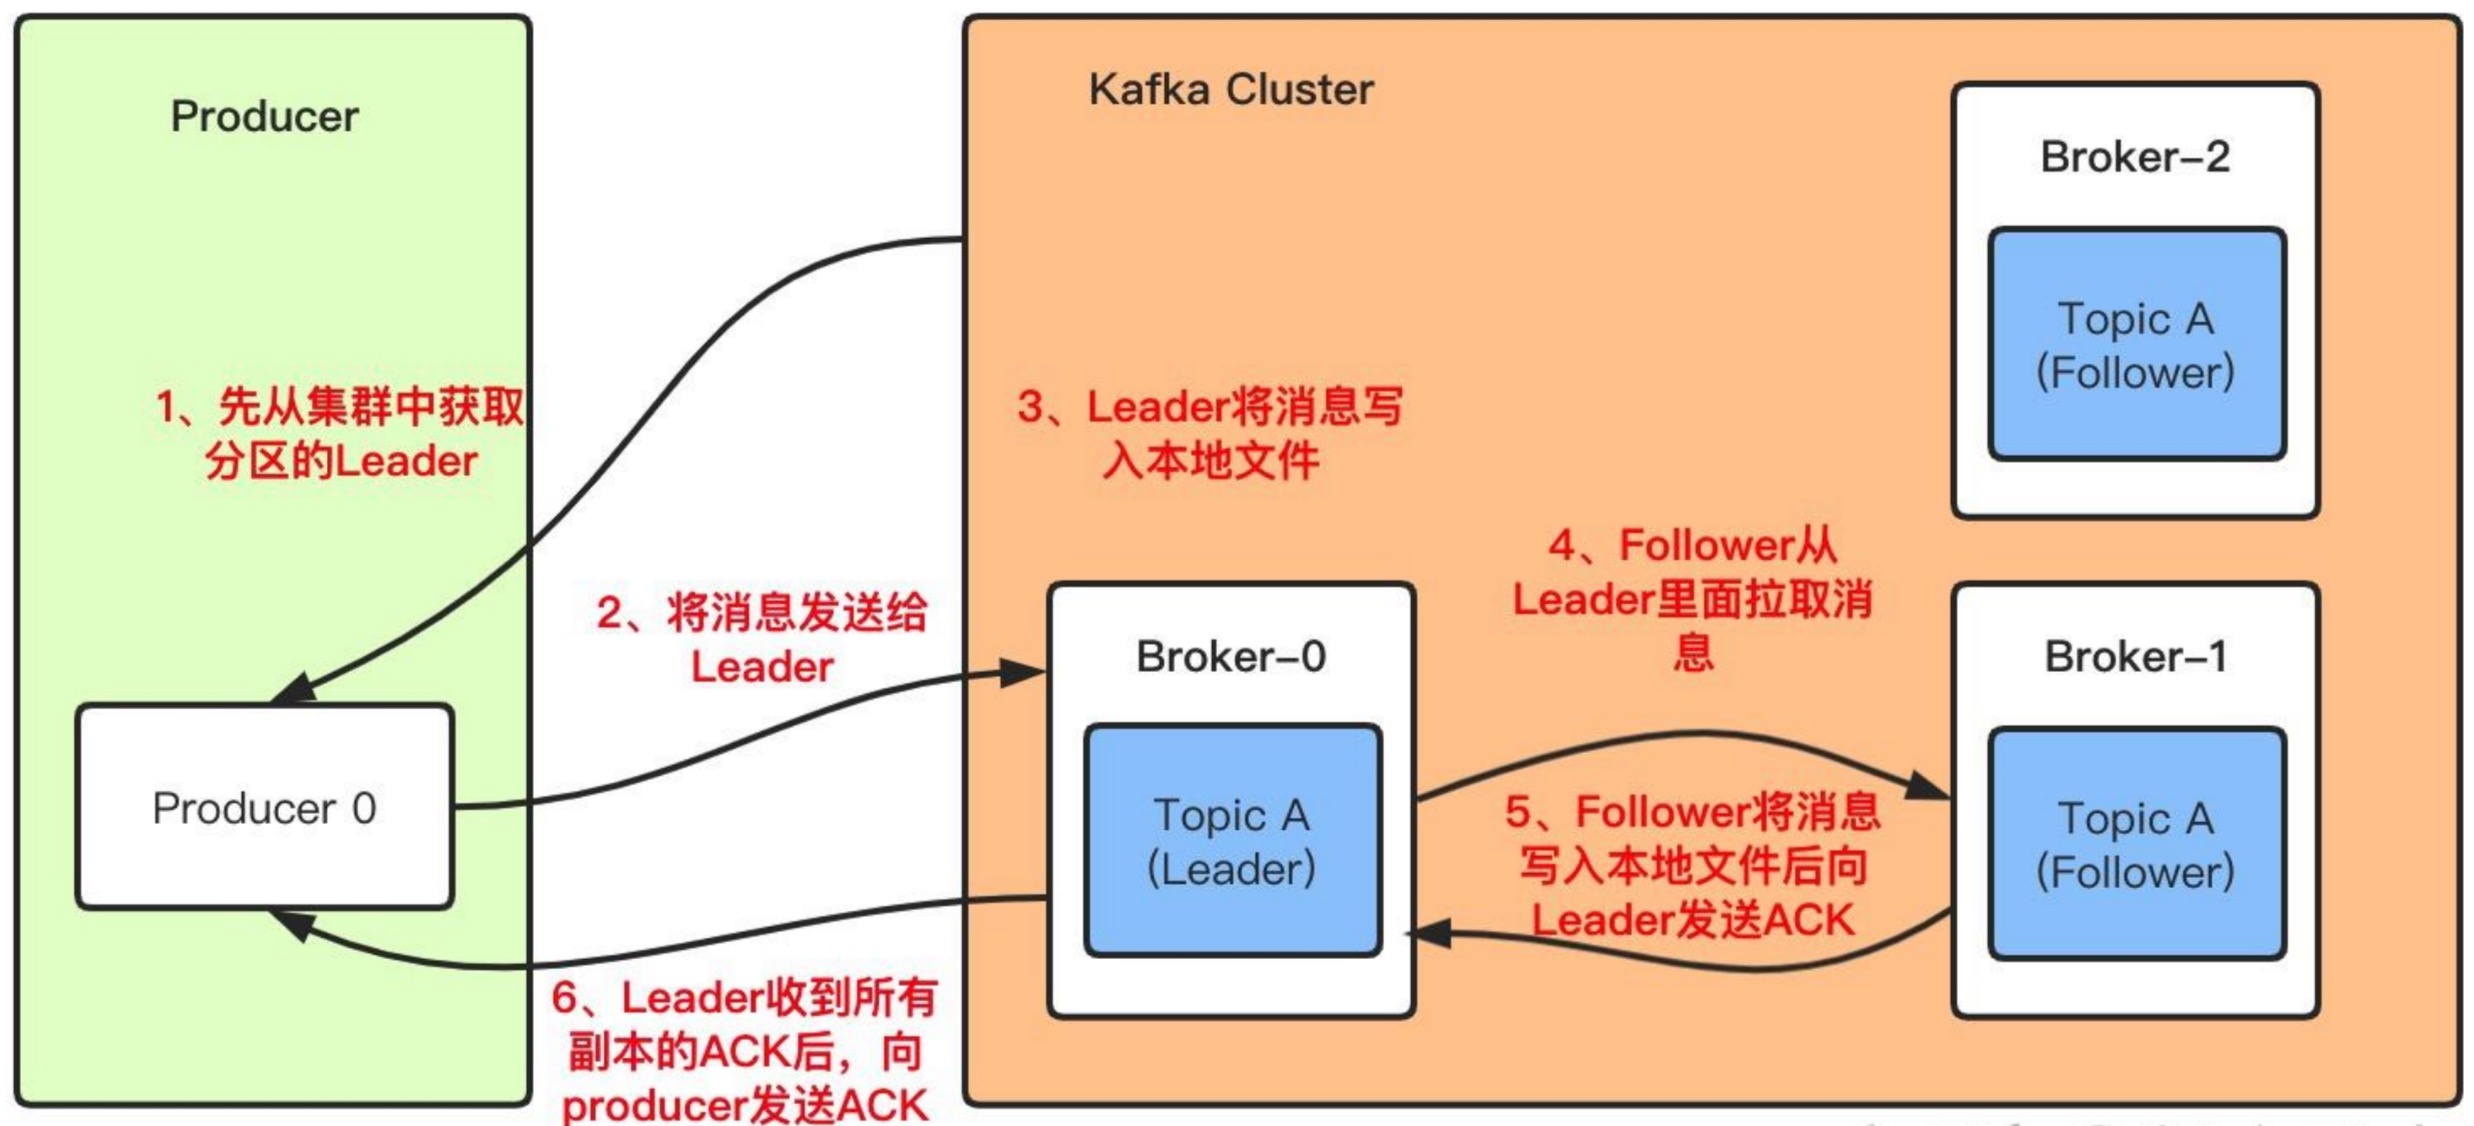 Producer
Kafka Cluster
Broker-2
Topic A
(Follower)
1、先从集群中获取
分区的Leader
3、Leader将消息写
入本地文件
2、将消息发送给
Leader
4、Follower从
Leader里面拉取消
息
Broker-0
Broker-1
Producer 0
Topic A
(Leader)
5、Follower将消息
写入本地文件后向
Leader发送ACK
Topic A
(Follower)
6、Leader收到所有
副本的ACK后，向
producer发送ACK